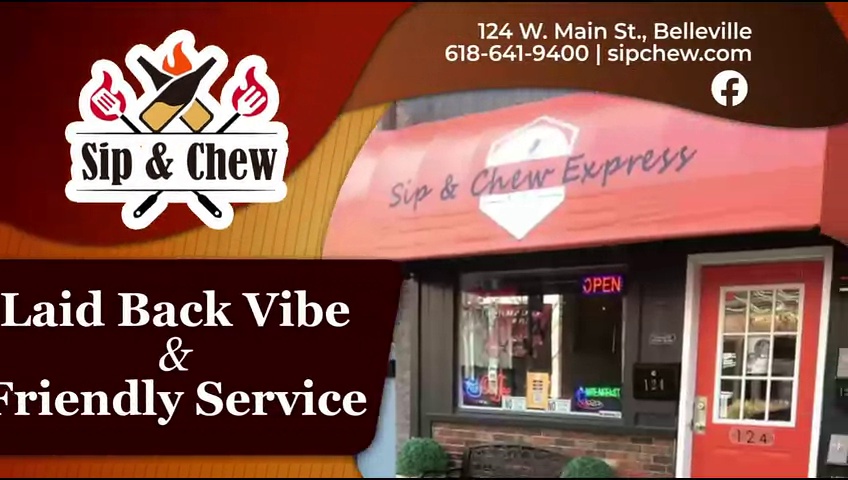 124 W. Main St., Belleville
618-641-9400 | sipchew.com
Sip & Chew
Sip & Chew Express
OPEN
Laid Back Vibe
&
Friendly Service
BREAKFAST
124
124